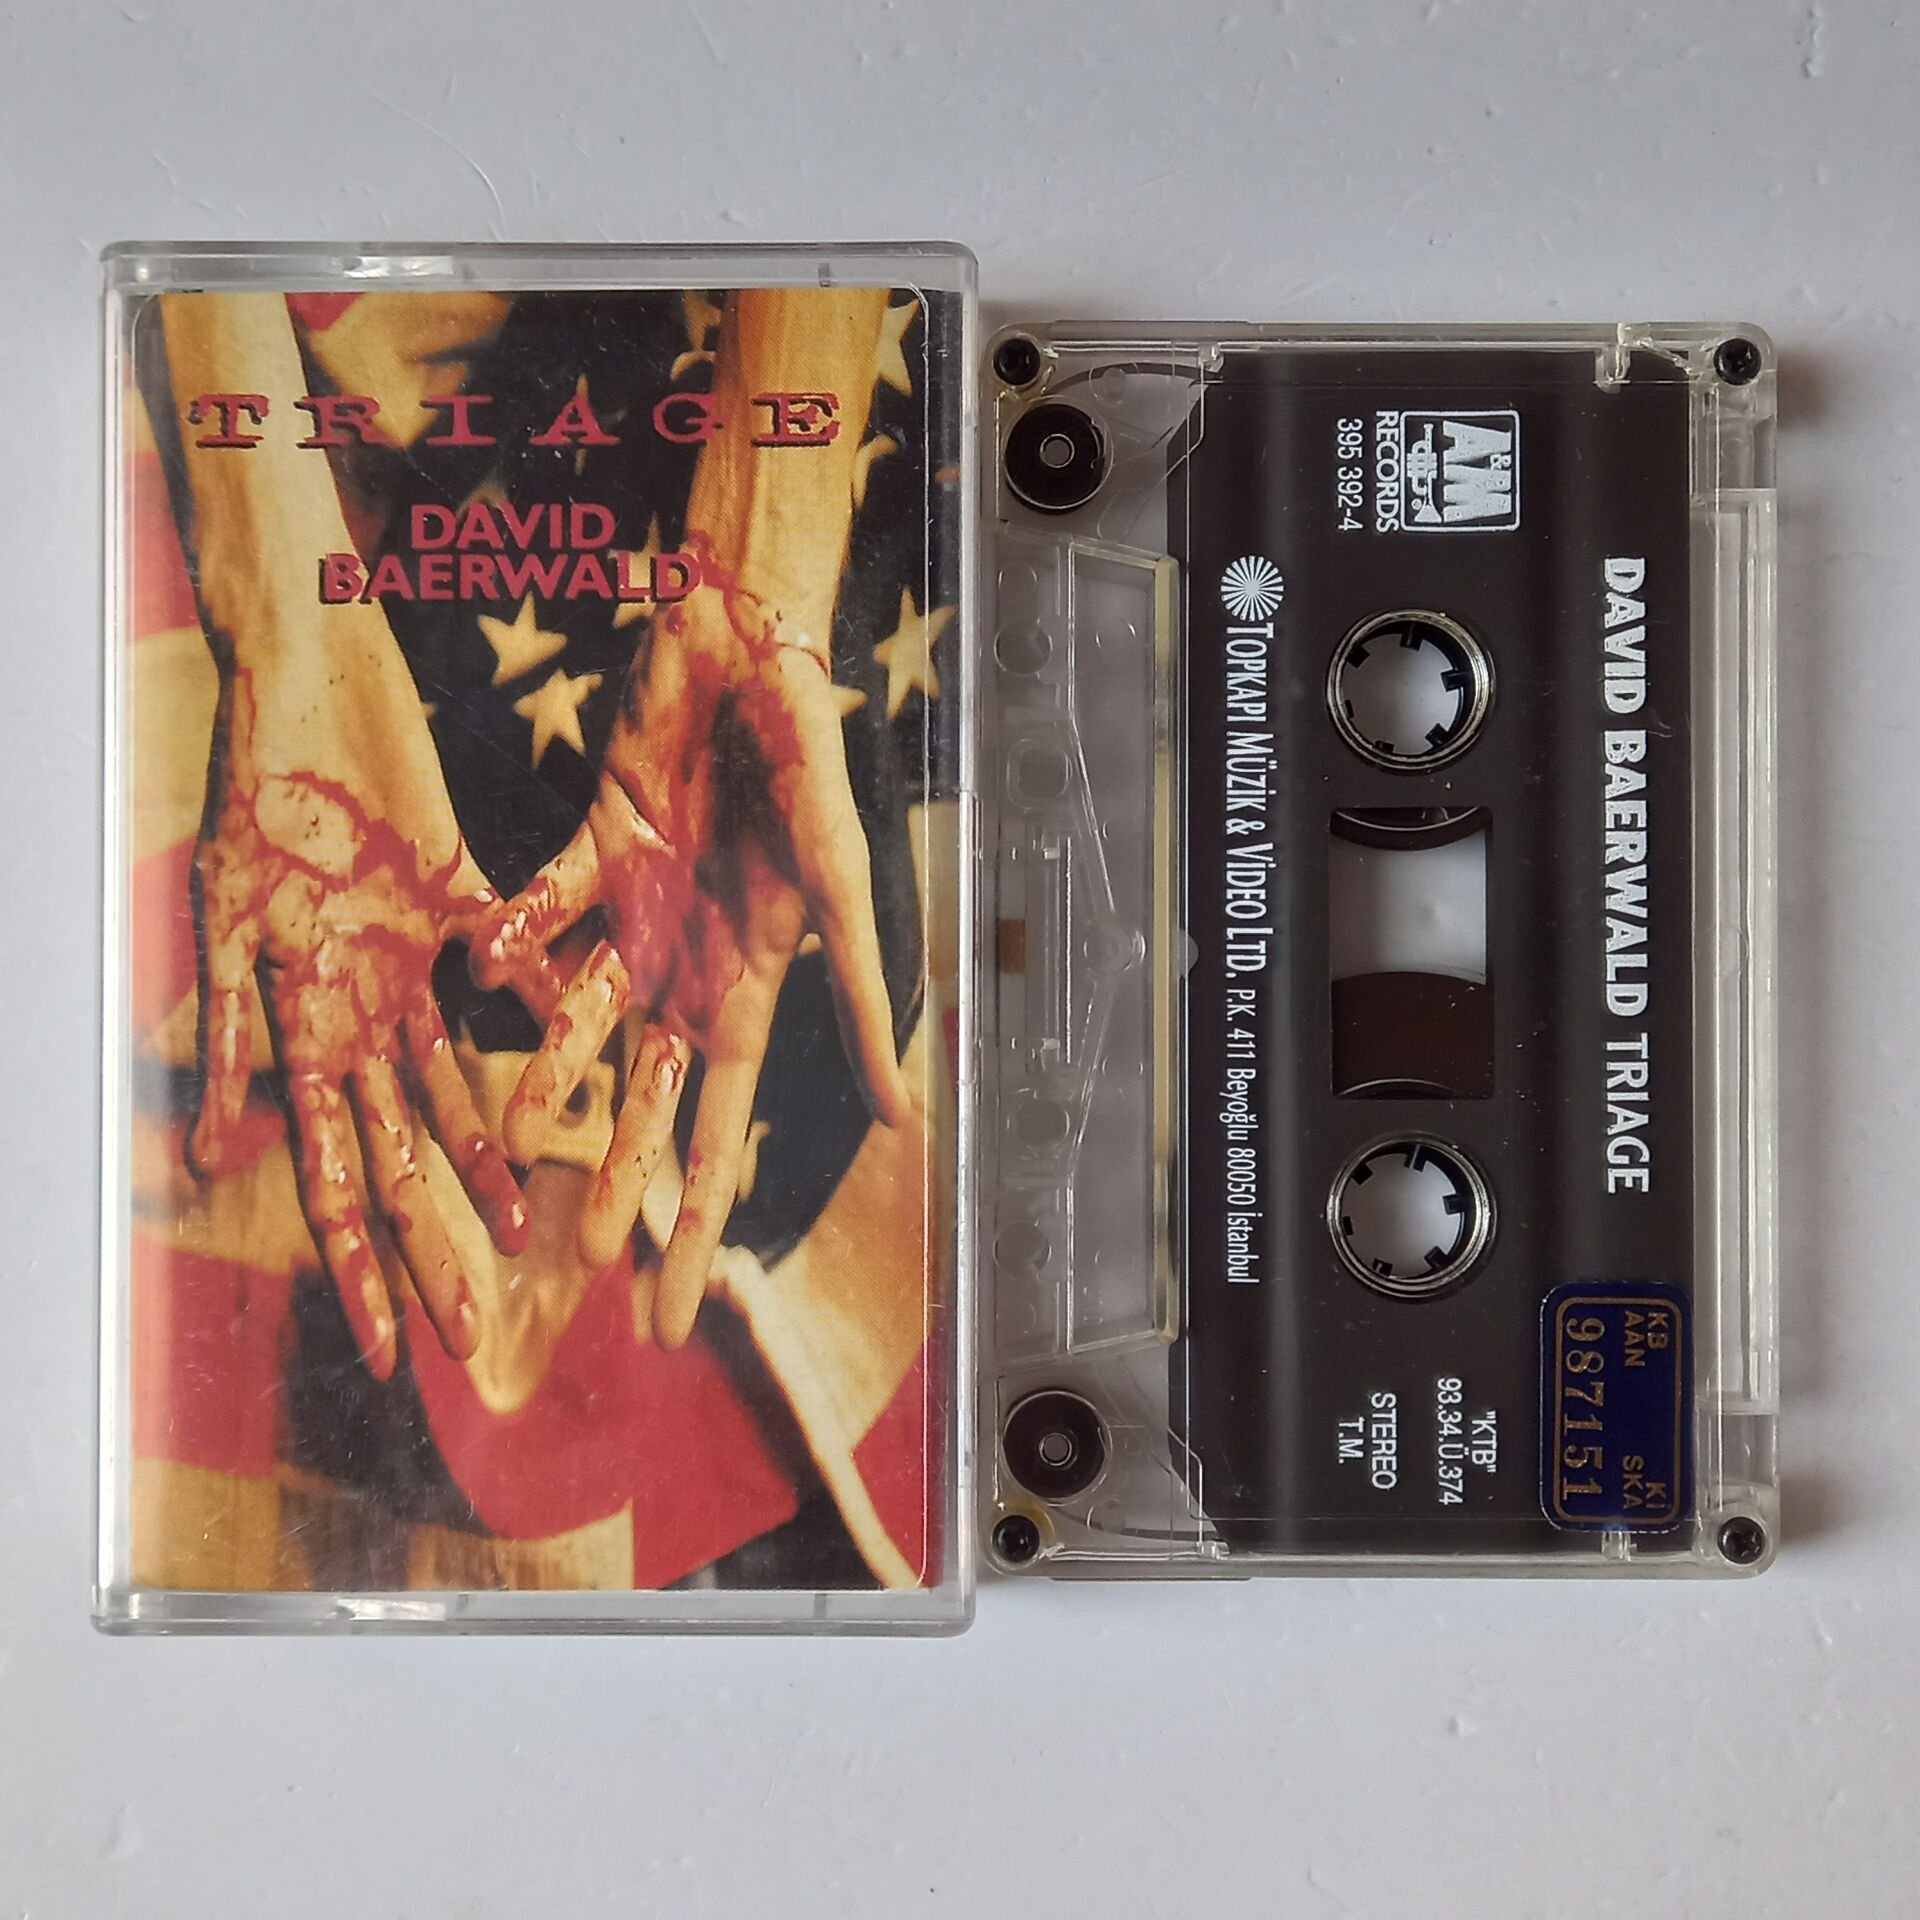 TRIAGE
DAVID
BAERWALD
A&M
RECORDS
395 392-4
DAVID BAERWALD TRIAGE
TOPKAPI MÜZİK & VİDEO LTD. P.K. 411 Beyoğlu 80050 İstanbul
"KTB"
93.34.Ü.374
STEREO
T.M.
KB Kİ
AAN SKA
987151